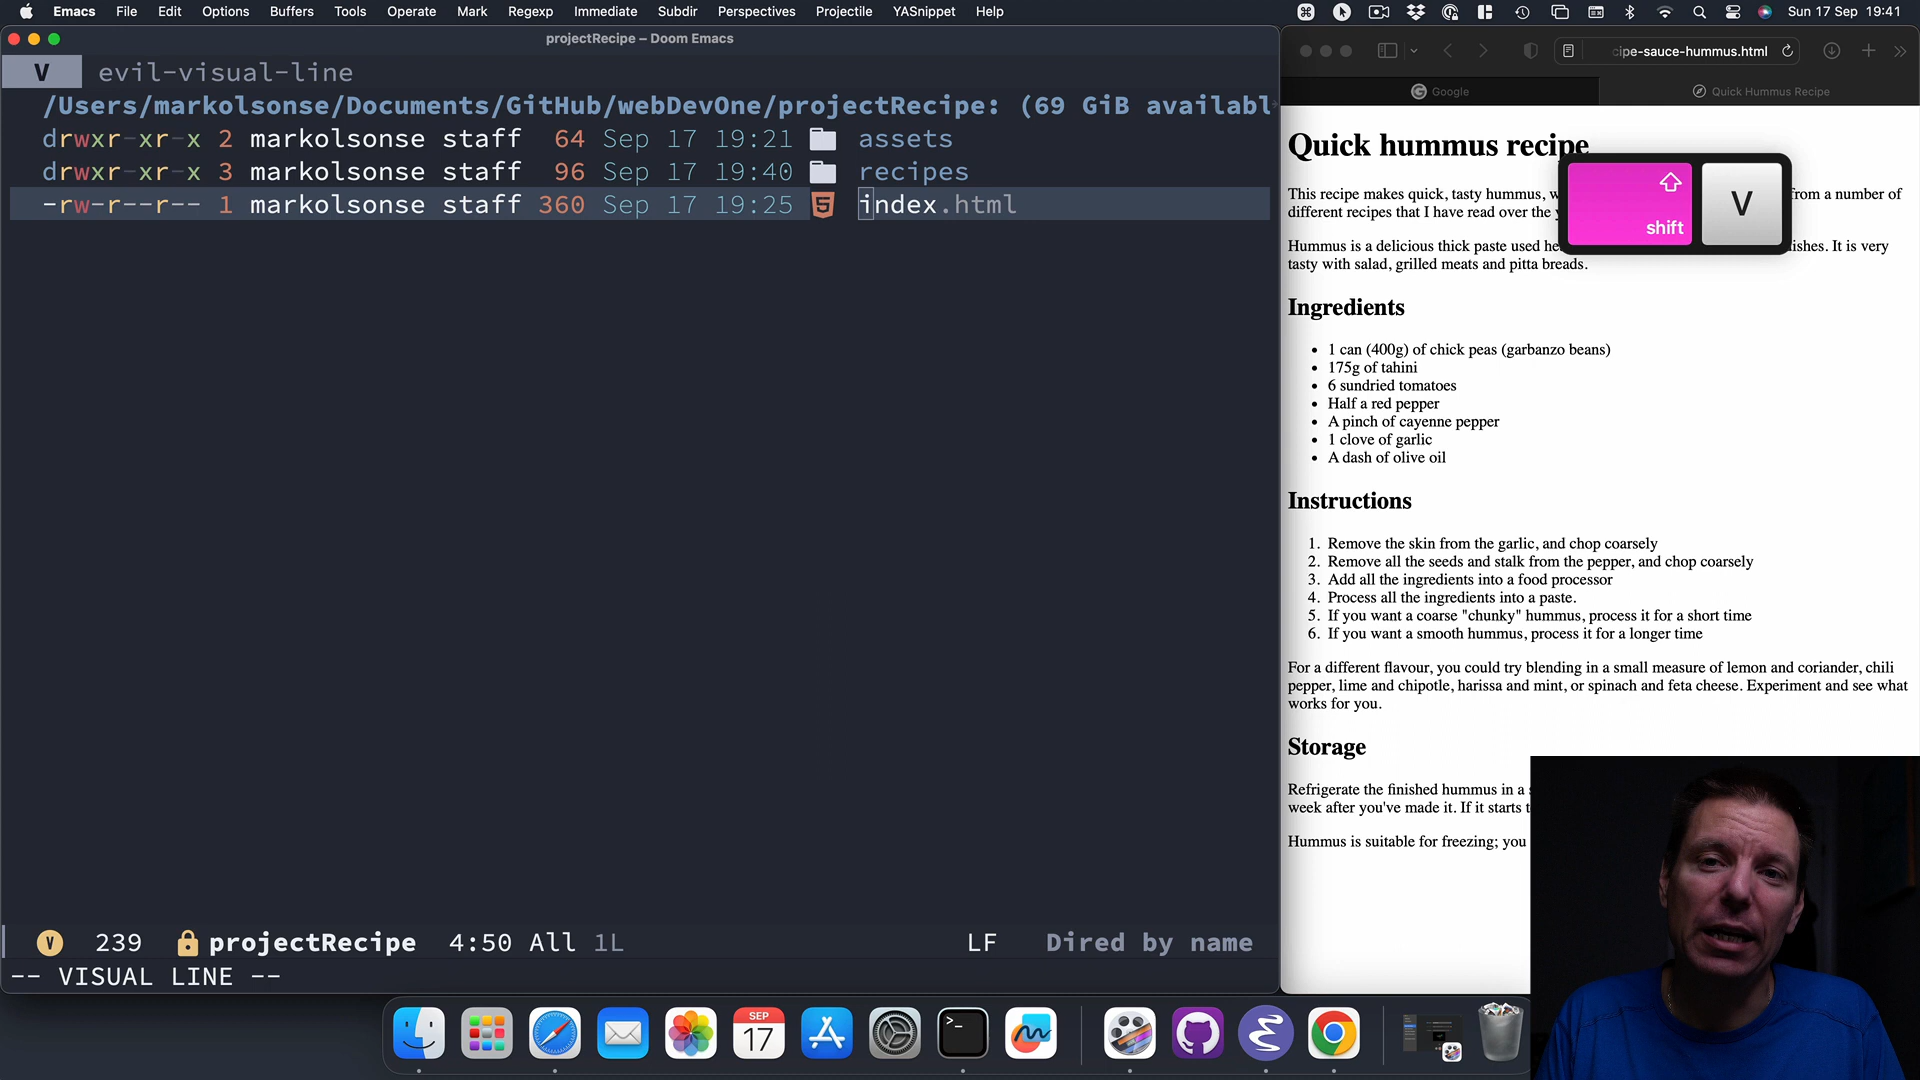 Emacs File Edit Options Buffers Tools Operate Mark Regexp Immediate Subdir Perspectives Projectile YASnippet Help Sun 17 Sep 19:41
projectRecipe – Doom Emacs
V evil-visual-line
/Users/markolsonse/Documents/GitHub/webDevOne/projectRecipe: (69 GiB availabl
drwxr-xr-x 2 markolsonse staff 64 Sep 17 19:21 assets
drwxr-xr-x 3 markolsonse staff 96 Sep 17 19:40 recipes
-rw-r--r-- 1 markolsonse staff 360 Sep 17 19:25 index.html
V 239 projectRecipe 4:50 All 1L LF Dired by name
-- VISUAL LINE --
cipe-sauce-hummus.html
Google Quick Hummus Recipe
Quick hummus recipe
This recipe makes quick, tasty hummus, w from a number of
different recipes that I have read over the
Hummus is a delicious thick paste used he ishes. It is very
tasty with salad, grilled meats and pitta breads.
shift V
Ingredients
• 1 can (400g) of chick peas (garbanzo beans)
• 175g of tahini
• 6 sundried tomatoes
• Half a red pepper
• A pinch of cayenne pepper
• 1 clove of garlic
• A dash of olive oil
Instructions
1. Remove the skin from the garlic, and chop coarsely
2. Remove all the seeds and stalk from the pepper, and chop coarsely
3. Add all the ingredients into a food processor
4. Process all the ingredients into a paste.
5. If you want a coarse "chunky" hummus, process it for a short time
6. If you want a smooth hummus, process it for a longer time
For a different flavour, you could try blending in a small measure of lemon and coriander, chili
pepper, lime and chipotle, harissa and mint, or spinach and feta cheese. Experiment and see what
works for you.
Storage
Refrigerate the finished hummus in a
week after you've made it. If it starts
Hummus is suitable for freezing; you
SEP
17